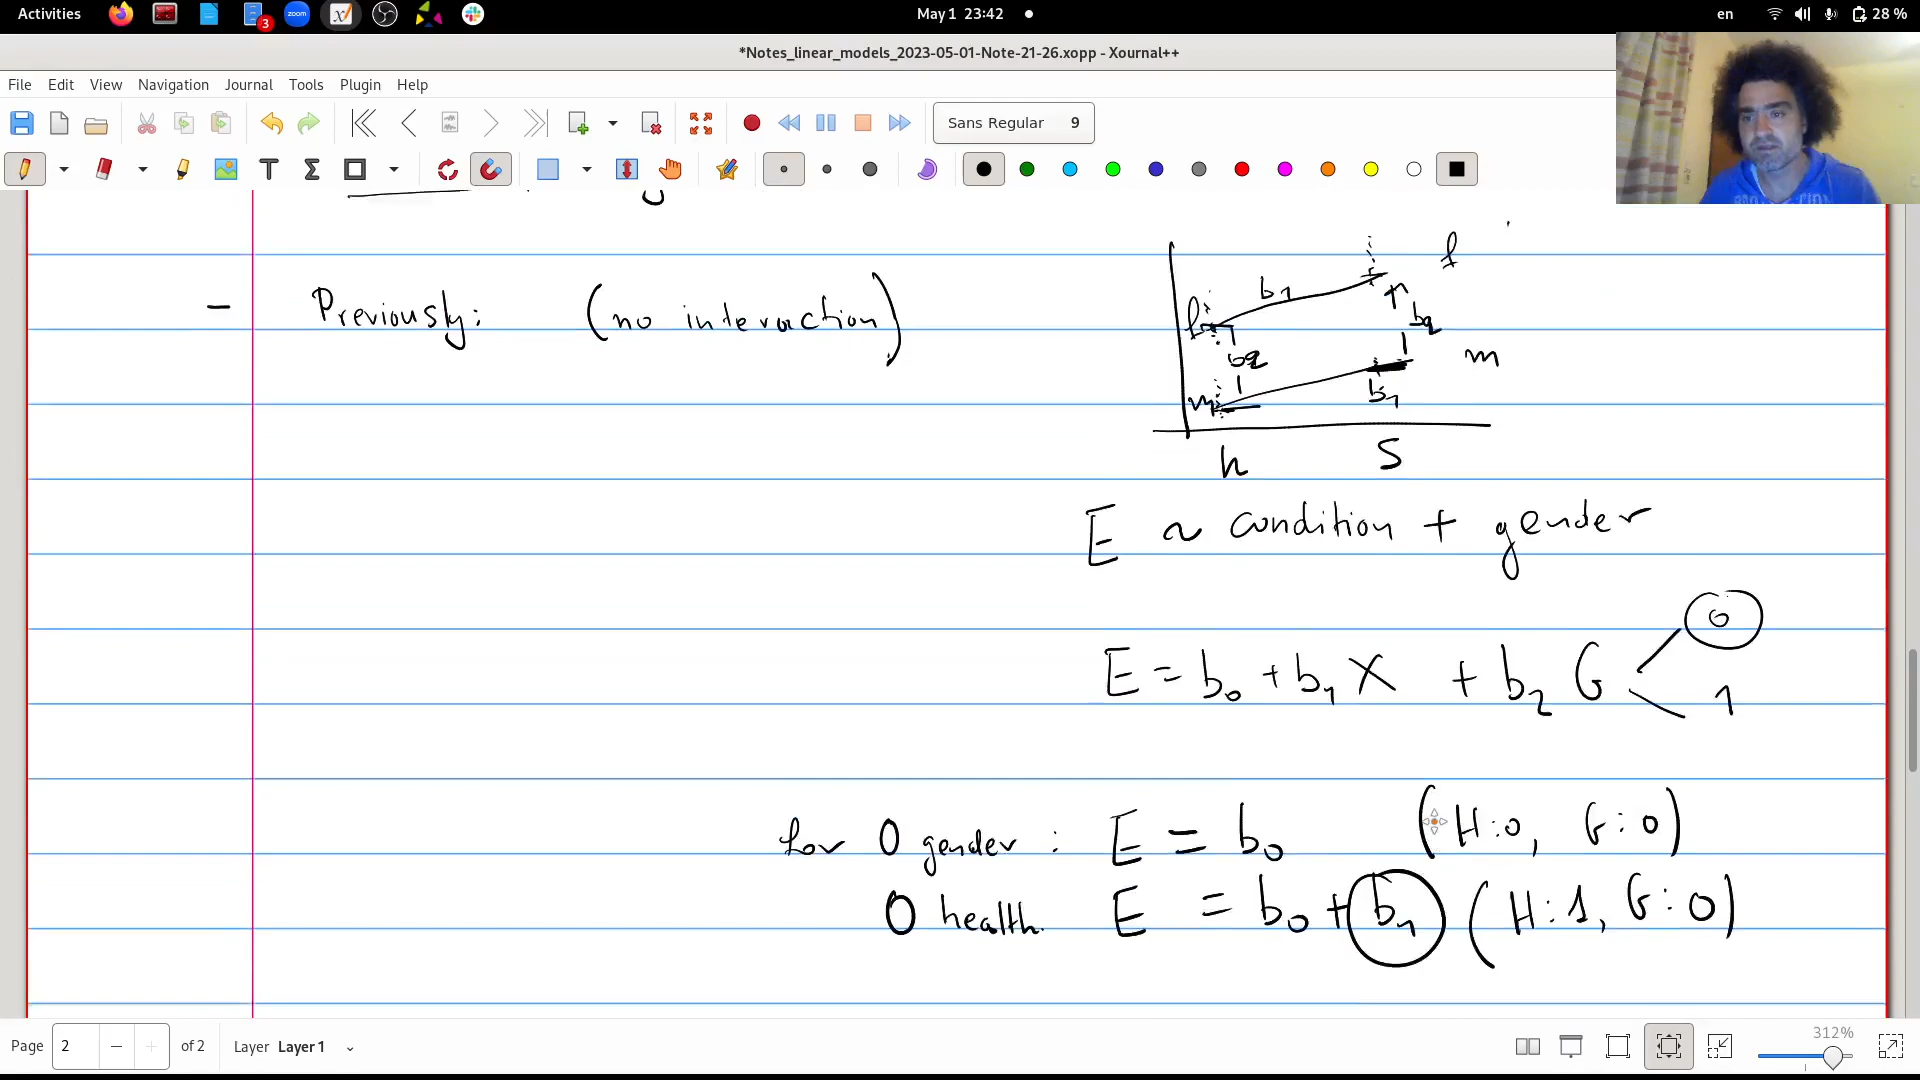 Activities
3
zoom
May 1 23:42
en
28 %
*Notes_linear_models_2023-05-01-Note-21-26.xopp - Xournal++
File Edit View Navigation Journal Tools Plugin Help
Sans Regular 9
- Previously: (no interaction)
f
b1
f
b2
b2
m
m
b1
h S
E ~ condition + gender
E = b0 + b1 X + b2 G
0
1
for 0 gender : E = b0 (H:0, G:0)
0 health. E = b0 + b1 (H:1, G:0)
Page 2 of 2 Layer Layer 1
312%